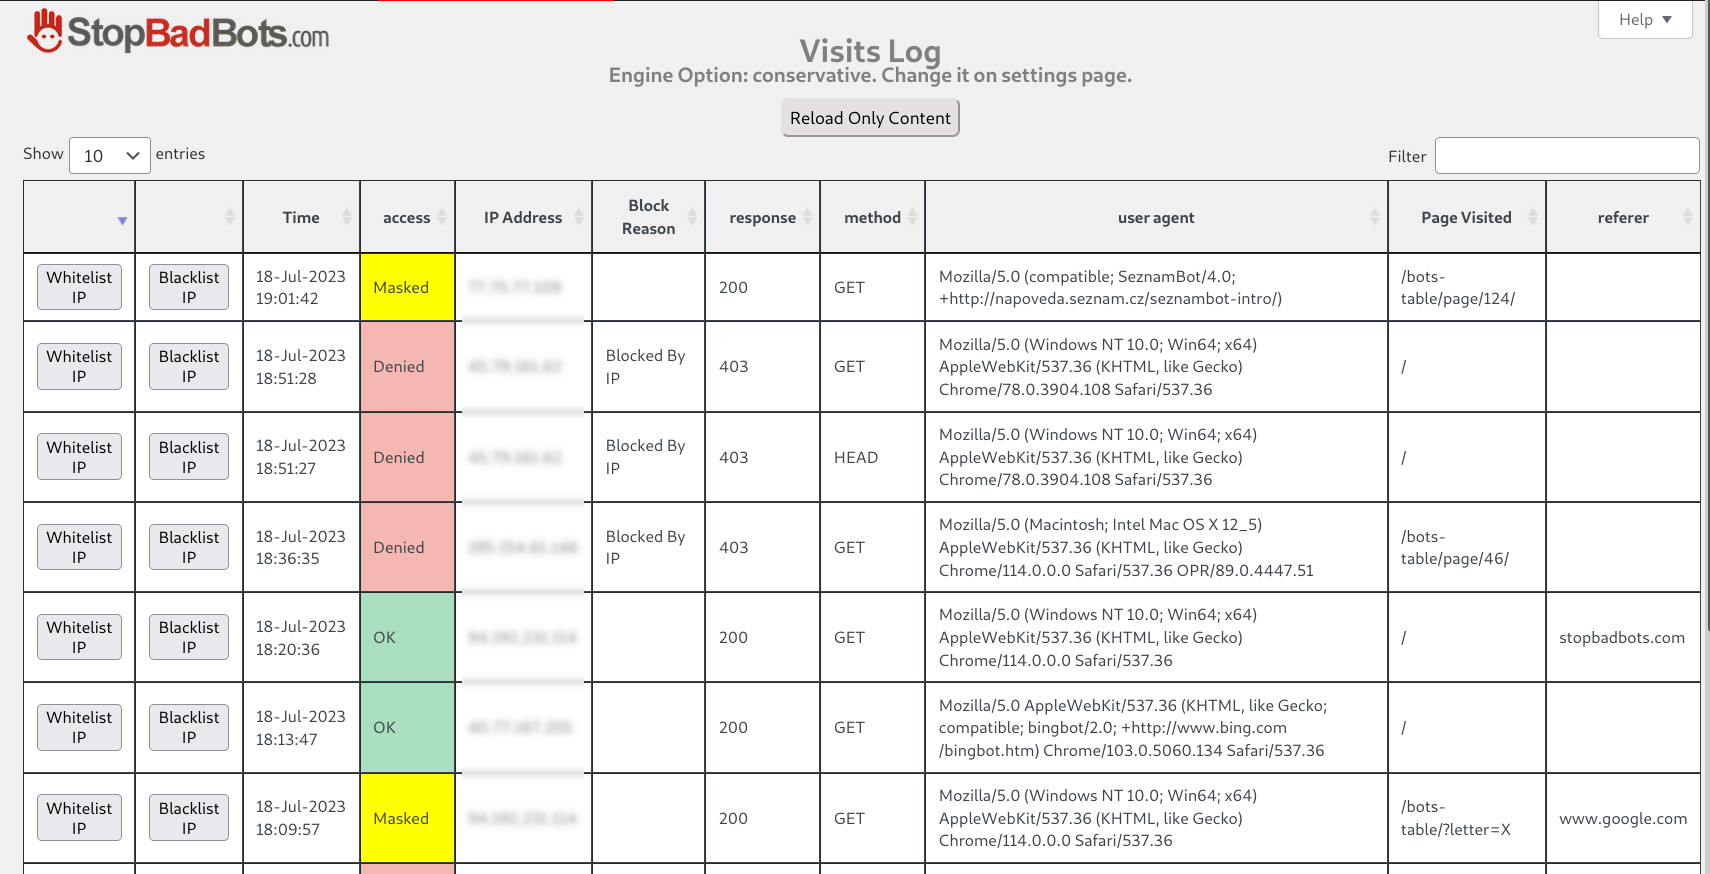 StopBadBots.com
Help ▼
Visits Log
Engine Option: conservative. Change it on settings page.
Reload Only Content
Show 10 entries
Filter
Time access IP Address Block Reason response method user agent Page Visited referer
Whitelist IP
Blacklist IP
18-Jul-2023
19:01:42
Masked
200
GET
Mozilla/5.0 (compatible; SeznamBot/4.0;
+http://napoveda.seznam.cz/seznambot-intro/)
/bots-
table/page/124/
Whitelist IP
Blacklist IP
18-Jul-2023
18:51:28
Denied
Blocked By
IP
403
GET
Mozilla/5.0 (Windows NT 10.0; Win64; x64)
AppleWebKit/537.36 (KHTML, like Gecko)
Chrome/78.0.3904.108 Safari/537.36
/
Whitelist IP
Blacklist IP
18-Jul-2023
18:51:27
Denied
Blocked By
IP
403
HEAD
Mozilla/5.0 (Windows NT 10.0; Win64; x64)
AppleWebKit/537.36 (KHTML, like Gecko)
Chrome/78.0.3904.108 Safari/537.36
/
Whitelist IP
Blacklist IP
18-Jul-2023
18:36:35
Denied
Blocked By
IP
403
GET
Mozilla/5.0 (Macintosh; Intel Mac OS X 12_5)
AppleWebKit/537.36 (KHTML, like Gecko)
Chrome/114.0.0.0 Safari/537.36 OPR/89.0.4447.51
/bots-
table/page/46/
Whitelist IP
Blacklist IP
18-Jul-2023
18:20:36
OK
200
GET
Mozilla/5.0 (Windows NT 10.0; Win64; x64)
AppleWebKit/537.36 (KHTML, like Gecko)
Chrome/114.0.0.0 Safari/537.36
/
stopbadbots.com
Whitelist IP
Blacklist IP
18-Jul-2023
18:13:47
OK
200
GET
Mozilla/5.0 AppleWebKit/537.36 (KHTML, like Gecko;
compatible; bingbot/2.0; +http://www.bing.com
/bingbot.htm) Chrome/103.0.5060.134 Safari/537.36
/
Whitelist IP
Blacklist IP
18-Jul-2023
18:09:57
Masked
200
GET
Mozilla/5.0 (Windows NT 10.0; Win64; x64)
AppleWebKit/537.36 (KHTML, like Gecko)
Chrome/114.0.0.0 Safari/537.36
/bots-
table/?letter=X
www.google.com